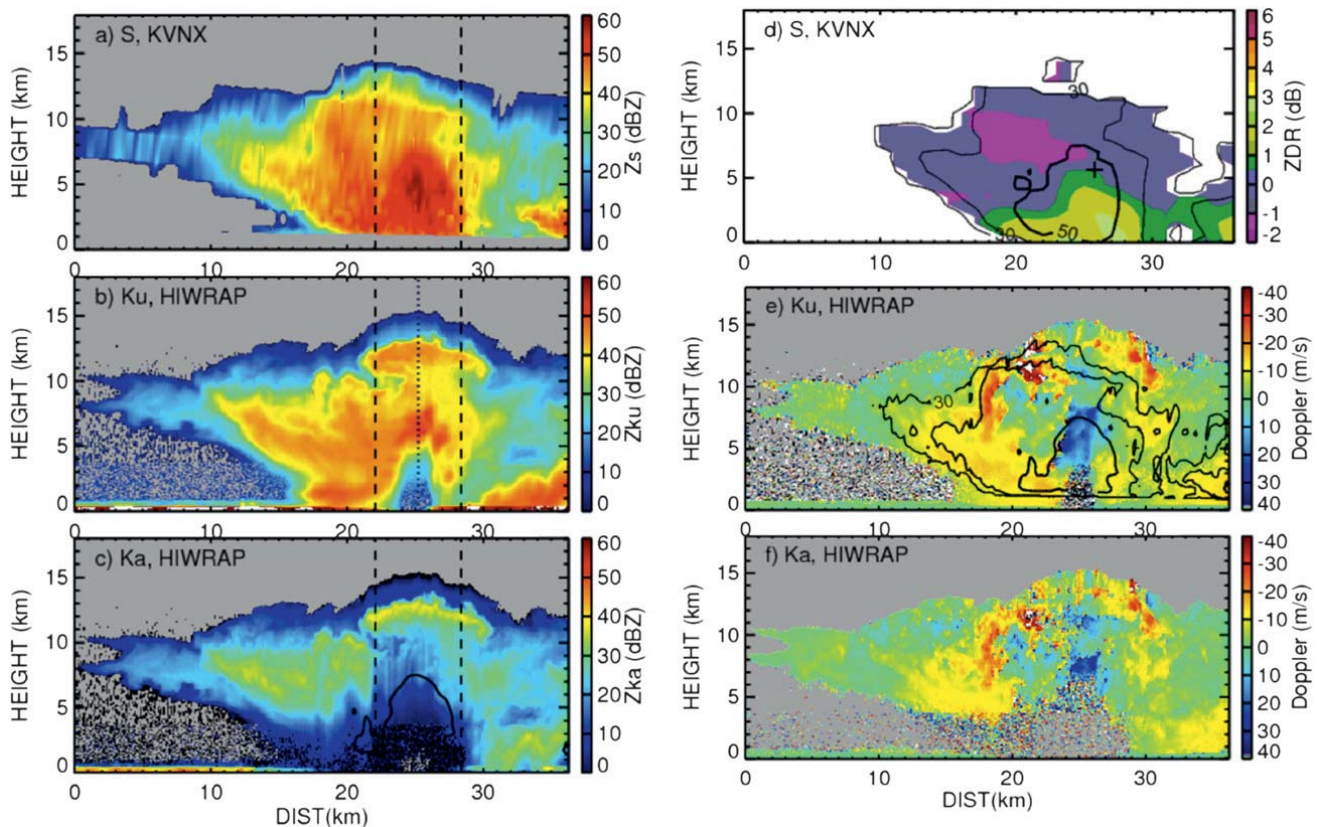 a) S, KVNX
HEIGHT (km)
15
10
5
0
0 10 20 30
60
50
40
30
20
10
0
Zs (dBZ)
b) Ku, HIWRAP
HEIGHT (km)
15
10
5
0
0 10 20 30
60
50
40
30
20
10
0
Zku (dBZ)
c) Ka, HIWRAP
HEIGHT (km)
15
10
5
0
0 10 20 30
DIST(km)
60
50
40
30
20
10
0
Zka (dBZ)
d) S, KVNX
HEIGHT (km)
15
10
5
0
30
30
50
0 10 20 30
6
5
4
3
2
1
0
-1
-2
ZDR (dB)
e) Ku, HIWRAP
HEIGHT (km)
15
10
5
0
30
0 10 20 30
-40
-30
-20
-10
0
10
20
30
40
Doppler (m/s)
f) Ka, HIWRAP
HEIGHT (km)
15
10
5
0
0 10 20 30
DIST(km)
-40
-30
-20
-10
0
10
20
30
40
Doppler (m/s)